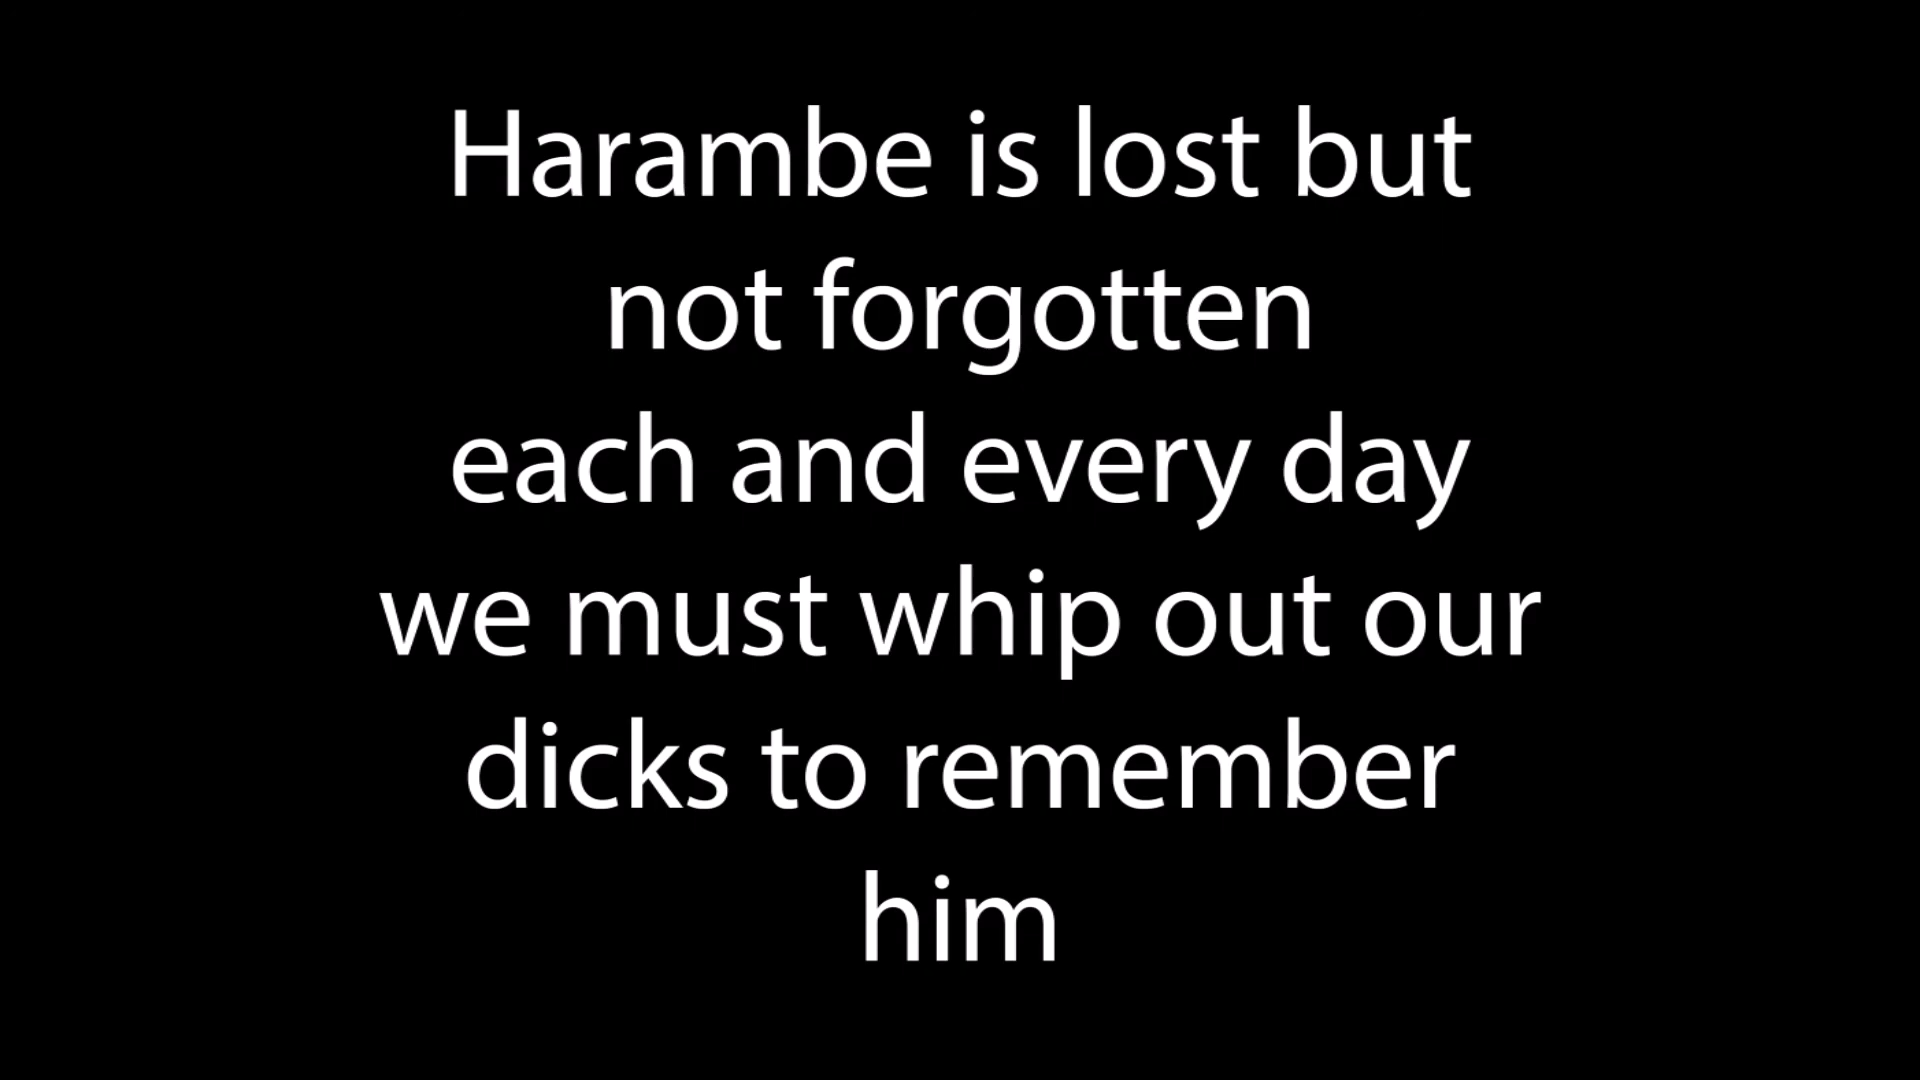 Harambe is lost but
not forgotten
each and every day
we must whip out our
dicks to remember
him